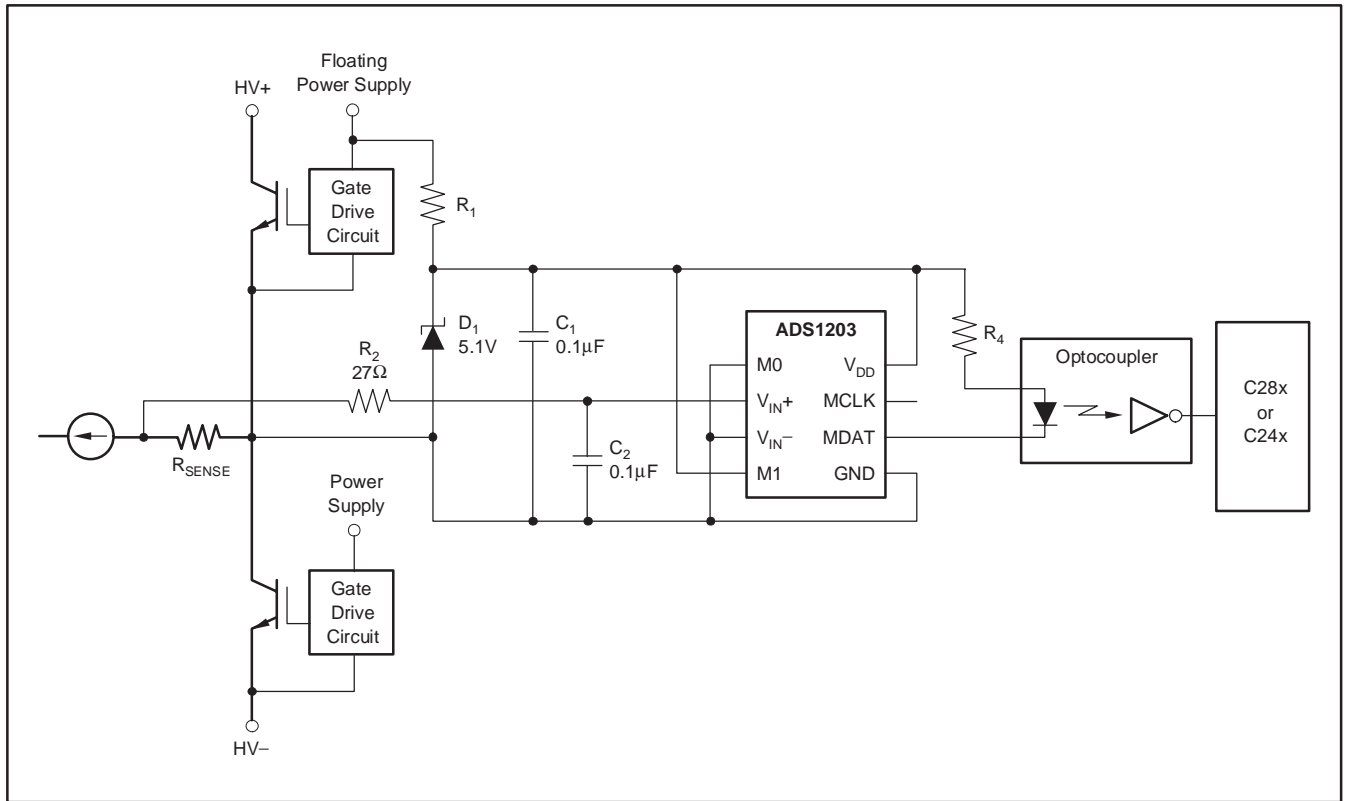 Floating
Power Supply
HV+
Gate
Drive
Circuit
R1
D1
5.1V
C1
0.1μF
R2
27Ω
RSENSE
C2
0.1μF
ADS1203
M0
VDD
VIN+
MCLK
VIN−
MDAT
M1
GND
R4
Optocoupler
C28x
or
C24x
Power
Supply
Gate
Drive
Circuit
HV−